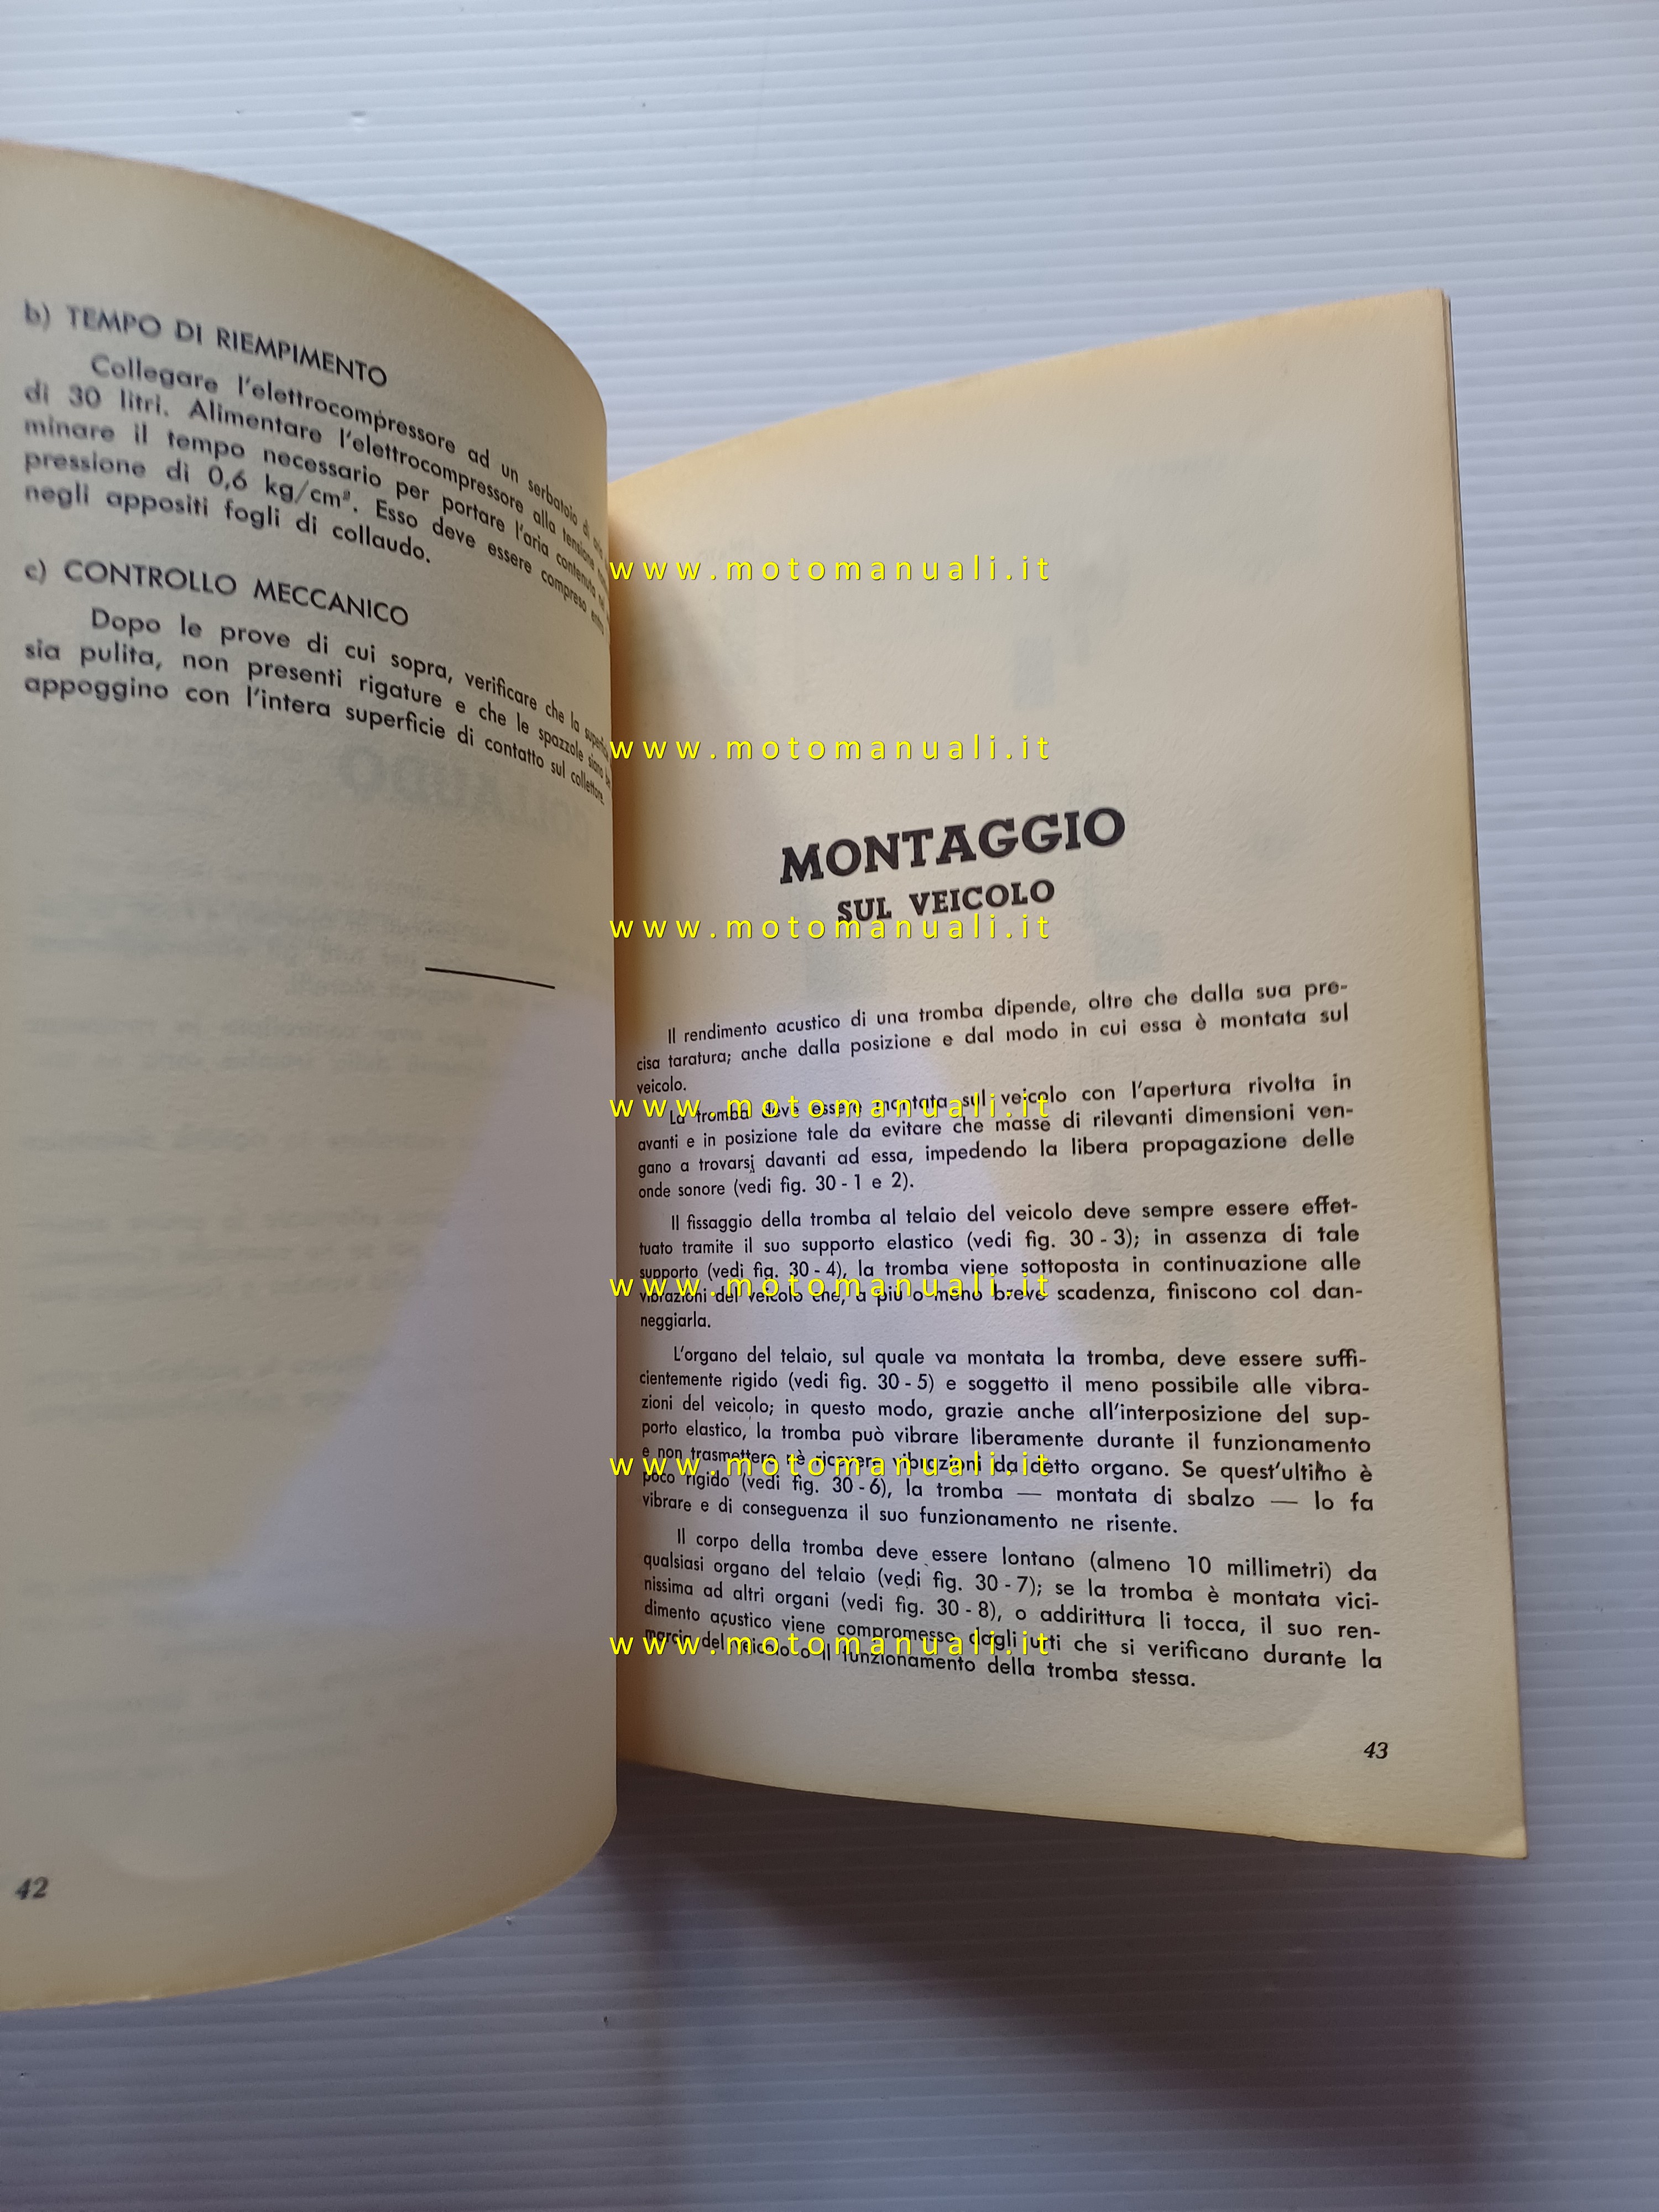 b) TEMPO DI RIEMPIMENTO
Collegare l'elettrocompressore ad un serbatoio di
di 30 litri. Alimentare l'elettrocompressore alla tensione
minare il tempo necessario per portare l'aria contenuta
pressione di 0,6 kg/cm². Esso deve essere compreso entro
negli appositi fogli di collaudo.
c) CONTROLLO MECCANICO
Dopo le prove di cui sopra, verificare che la
sia pulita, non presenti rigature e che le spazzole siano
appoggino con l'intera superficie di contatto sul collettore.
42
MONTAGGIO
SUL VEICOLO
Il rendimento acustico di una tromba dipende, oltre che dalla sua pre-
cisa taratura; anche dalla posizione e dal modo in cui essa è montata sul
veicolo.
La tromba deve essere montata sul veicolo con l'apertura rivolta in
avanti e in posizione tale da evitare che masse di rilevanti dimensioni ven-
gano a trovarsi davanti ad essa, impedendo la libera propagazione delle
onde sonore (vedi fig. 30 - 1 e 2).
Il fissaggio della tromba al telaio del veicolo deve sempre essere effet-
tuato tramite il suo supporto elastico (vedi fig. 30 - 3); in assenza di tale
supporto (vedi fig. 30 - 4), la tromba viene sottoposta in continuazione alle
vibrazioni del veicolo che, a più o meno breve scadenza, finiscono col dan-
neggiarla.
L'organo del telaio, sul quale va montata la tromba, deve essere suffi-
cientemente rigido (vedi fig. 30 - 5) e soggetto il meno possibile alle vibra-
zioni del veicolo; in questo modo, grazie anche all'interposizione del sup-
porto elastico, la tromba può vibrare liberamente durante il funzionamento
e non trasmettere nè ricevere vibrazioni da detto organo. Se quest'ultimo è
poco rigido (vedi fig. 30 - 6), la tromba — montata di sbalzo — lo fa
vibrare e di conseguenza il suo funzionamento ne risente.
Il corpo della tromba deve essere lontano (almeno 10 millimetri) da
qualsiasi organo del telaio (vedi fig. 30 - 7); se la tromba è montata vici-
nissima ad altri organi (vedi fig. 30 - 8), o addirittura li tocca, il suo ren-
dimento acustico viene compromesso dagli urti che si verificano durante la
marcia del veicolo o il funzionamento della tromba stessa.
43
www.motomanuali.it
www.motomanuali.it
www.motomanuali.it
www.motomanuali.it
www.motomanuali.it
www.motomanuali.it
www.motomanuali.it